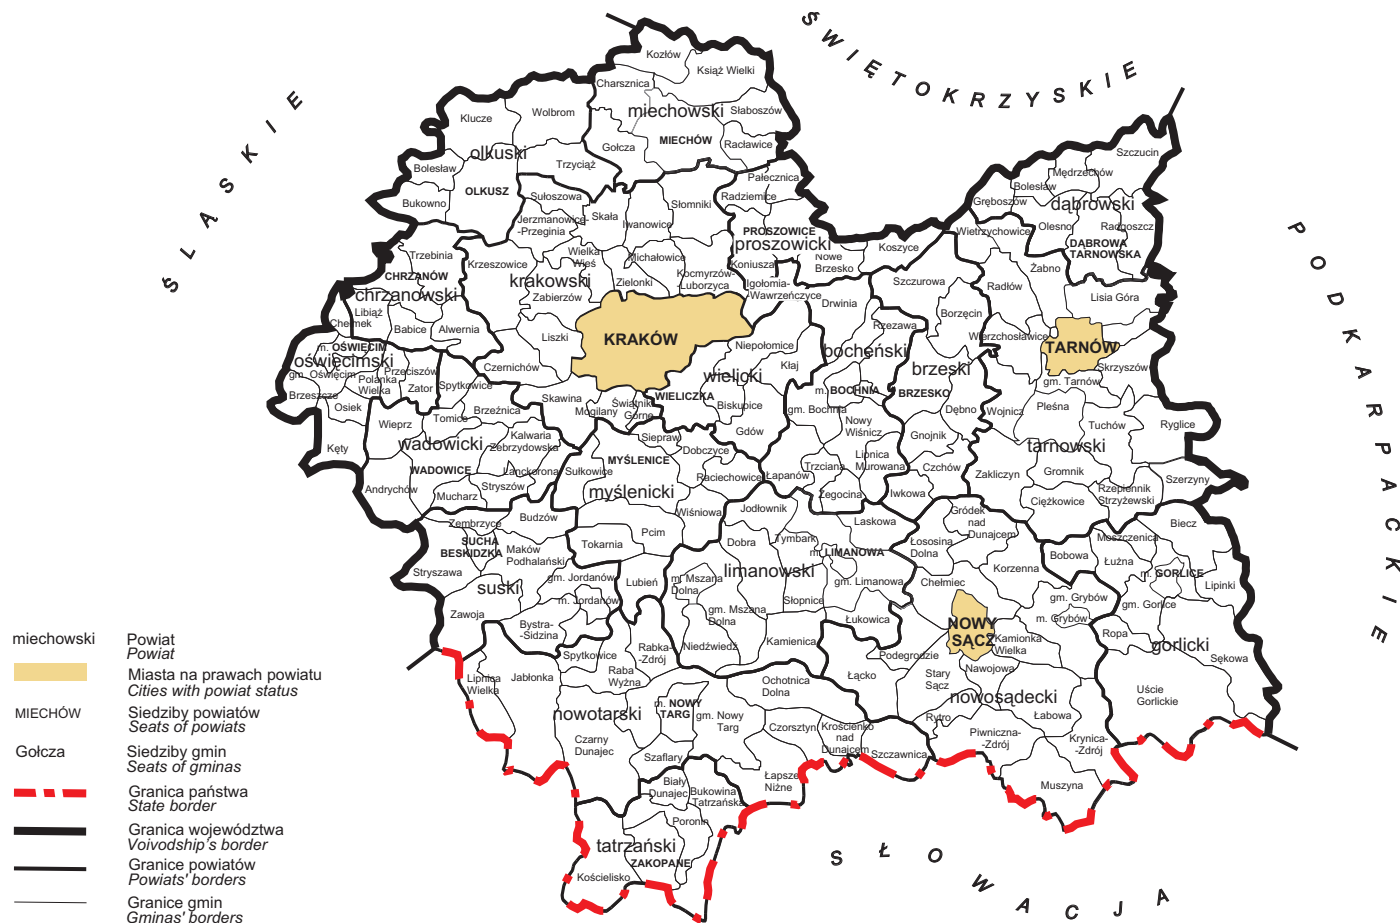 ŚWIĘTOKRZYSKIE
ŚLĄSKIE
PODKARPACKIE
SŁOWACJA
Kozłów
Książ Wielki
Charsznica
miechowski
Słaboszów
MIECHÓW
Racławice
Gołcza
Klucze
Wolbrom
olkuski
Trzyciąż
Bolesław
OLKUSZ
Bukowno
Szczucin
Mędrzechów
Bolesław
Gręboszów
dąbrowski
Olesno
Radgoszcz
DĄBROWA
TARNOWSKA
Pałecznica
Radziemice
PROSZOWICE
proszowicki
Koniusza
Nowe
Brzesko
Koszyce
Sułoszowa
Skała
Słomniki
Jerzmanowice-
-Przeginia
Iwanowice
Wielka
Wieś
Michałowice
Krzeszowice
krakowski
Zabierzów
Zielonki
Kocmyrzów-
-Luborzyca
Igołomia-
-Wawrzeńczyce
Liszki
KRAKÓW
Czernichów
Skawina
Mogilany
Świątniki
Górne
Trzebinia
CHRZANÓW
chrzanowski
Libiąż
Babice
Alwernia
Chełmek
m. OŚWIĘCIM
oświęcimski
gm. Oświęcim
Przeciszów
Polanka
Wielka
Zator
Brzeszcze
Osiek
Kęty
Spytkowice
Brzeźnica
Tomice
Wieprz
wadowicki
Kalwaria
Zebrzydowska
WADOWICE
Lanckorona
Stryszów
Andrychów
Mucharz
Drwinia
Rzezawa
bocheński
m. BOCHNIA
gm. Bochnia
Nowy
Wiśnicz
Lipnica
Murowana
Trzciana
Łapanów
Żegocina
Niepołomice
Kłaj
wielicki
WIELICZKA
Biskupice
Gdów
Szczurowa
Borzęcin
brzeski
BRZESKO
Dębno
Gnojnik
Czchów
Iwkowa
Wietrzychowice
Żabno
Radłów
Lisia Góra
Wierzchosławice
TARNÓW
Skrzyszów
gm. Tarnów
Wojnicz
Pleśna
Tuchów
Ryglice
tarnowski
Zakliczyn
Gromnik
Rzepiennik
Strzyżewski
Szerzyny
Ciężkowice
Siepraw
Dobczyce
MYŚLENICE
Sułkowice
Raciechowice
myślenicki
Wiśniowa
Pcim
Tokarnia
Lubień
Zembrzyce
Budzów
SUCHA
BESKIDZKA
Maków
Podhalański
Stryszawa
suski
gm. Jordanów
m. Jordanów
Zawoja
Bystra-
-Sidzina
Jodłownik
Laskowa
Dobra
Tymbark
m. LIMANOWA
limanowski
gm. Limanowa
m. Mszana
Dolna
gm. Mszana
Dolna
Słopnice
Łukowica
Niedźwiedź
Kamienica
Gródek
nad
Dunajcem
Łososina
Dolna
Korzenna
Chełmiec
gm. Grybów
m. Grybów
NOWY
SĄCZ
Kamionka
Wielka
Podegrodzie
Nawojowa
Łącko
Stary
Sącz
nowosądecki
Łabowa
Rytro
Piwniczna-
-Zdrój
Krynica-
-Zdrój
Muszyna
Biecz
Moszczenica
Bobowa
Łużna
m. GORLICE
Lipinki
gm. Gorlice
Ropa
gorlicki
Sękowa
Uście
Gorlickie
Rabka-
-Zdrój
Spytkowice
Raba
Wyżna
Jabłonka
Lipnica
Wielka
nowotarski
m. NOWY
TARG
gm. Nowy
Targ
Ochotnica
Dolna
Czorsztyn
Krościenko
nad
Dunajcem
Szczawnica
Czarny
Dunajec
Szaflary
Łapsze
Niżne
Biały
Dunajec
Bukowina
Tatrzańska
Poronin
tatrzański
ZAKOPANE
Kościelisko
miechowski
Powiat
Powiat
Miasta na prawach powiatu
Cities with powiat status
MIECHÓW
Siedziby powiatów
Seats of powiats
Gołcza
Siedziby gmin
Seats of gminas
Granica państwa
State border
Granica województwa
Voivodship's border
Granice powiatów
Powiats' borders
Granice gmin
Gminas' borders